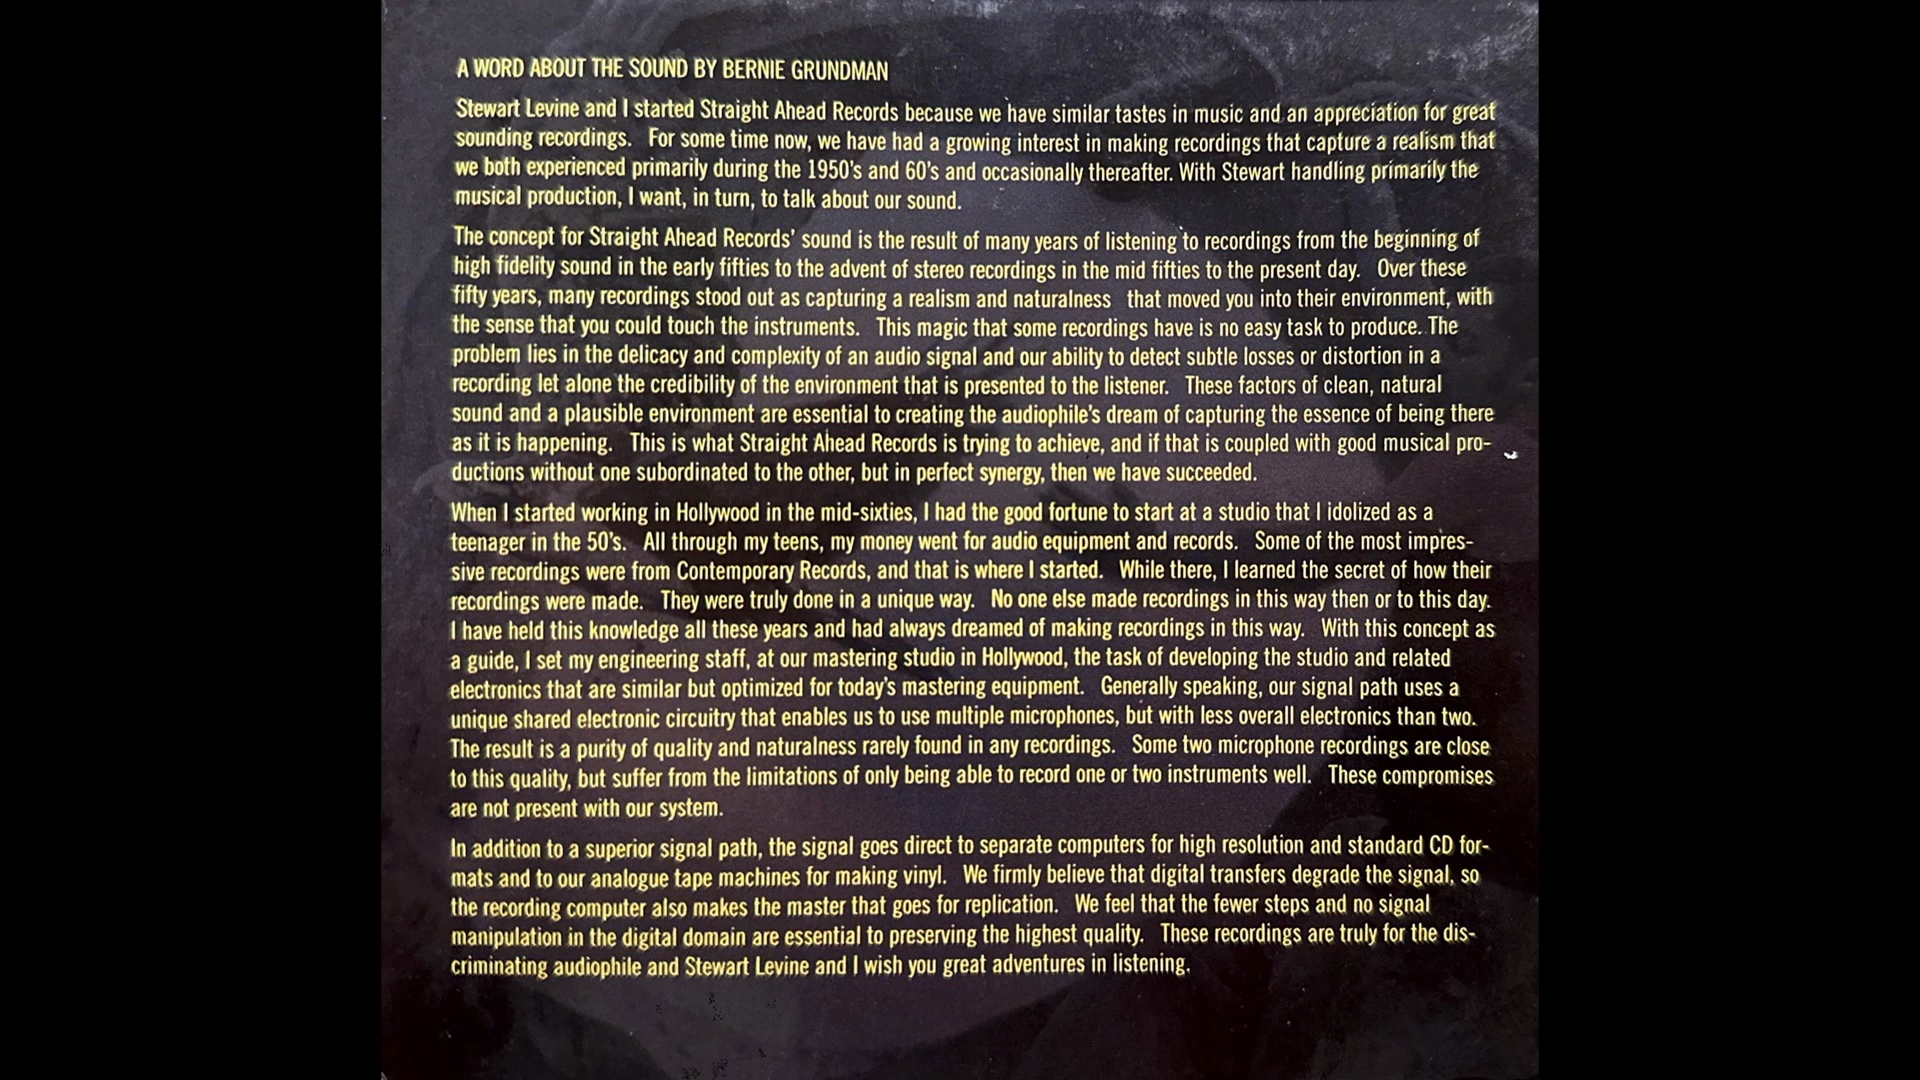 A WORD ABOUT THE SOUND BY BERNIE GRUNDMAN
Stewart Levine and I started Straight Ahead Records because we have similar tastes in music and an appreciation for great
sounding recordings. For some time now, we have had a growing interest in making recordings that capture a realism that
we both experienced primarily during the 1950's and 60's and occasionally thereafter. With Stewart handling primarily the
musical production, I want, in turn, to talk about our sound.
The concept for Straight Ahead Records' sound is the result of many years of listening to recordings from the beginning of
high fidelity sound in the early fifties to the advent of stereo recordings in the mid fifties to the present day. Over these
fifty years, many recordings stood out as capturing a realism and naturalness that moved you into their environment, with
the sense that you could touch the instruments. This magic that some recordings have is no easy task to produce. The
problem lies in the delicacy and complexity of an audio signal and our ability to detect subtle losses or distortion in a
recording let alone the credibility of the environment that is presented to the listener. These factors of clean, natural
sound and a plausible environment are essential to creating the audiophile's dream of capturing the essence of being there
as it is happening. This is what Straight Ahead Records is trying to achieve, and if that is coupled with good musical pro-
ductions without one subordinated to the other, but in perfect synergy, then we have succeeded.
When I started working in Hollywood in the mid-sixties, I had the good fortune to start at a studio that I idolized as a
teenager in the 50's. All through my teens, my money went for audio equipment and records. Some of the most impres-
sive recordings were from Contemporary Records, and that is where I started. While there, I learned the secret of how their
recordings were made. They were truly done in a unique way. No one else made recordings in this way then or to this day.
I have held this knowledge all these years and had always dreamed of making recordings in this way. With this concept as
a guide, I set my engineering staff, at our mastering studio in Hollywood, the task of developing the studio and related
electronics that are similar but optimized for today's mastering equipment. Generally speaking, our signal path uses a
unique shared electronic circuitry that enables us to use multiple microphones, but with less overall electronics than two.
The result is a purity of quality and naturalness rarely found in any recordings. Some two microphone recordings are close
to this quality, but suffer from the limitations of only being able to record one or two instruments well. These compromises
are not present with our system.
In addition to a superior signal path, the signal goes direct to separate computers for high resolution and standard CD for-
mats and to our analogue tape machines for making vinyl. We firmly believe that digital transfers degrade the signal, so
the recording computer also makes the master that goes for replication. We feel that the fewer steps and no signal
manipulation in the digital domain are essential to preserving the highest quality. These recordings are truly for the dis-
criminating audiophile and Stewart Levine and I wish you great adventures in listening.